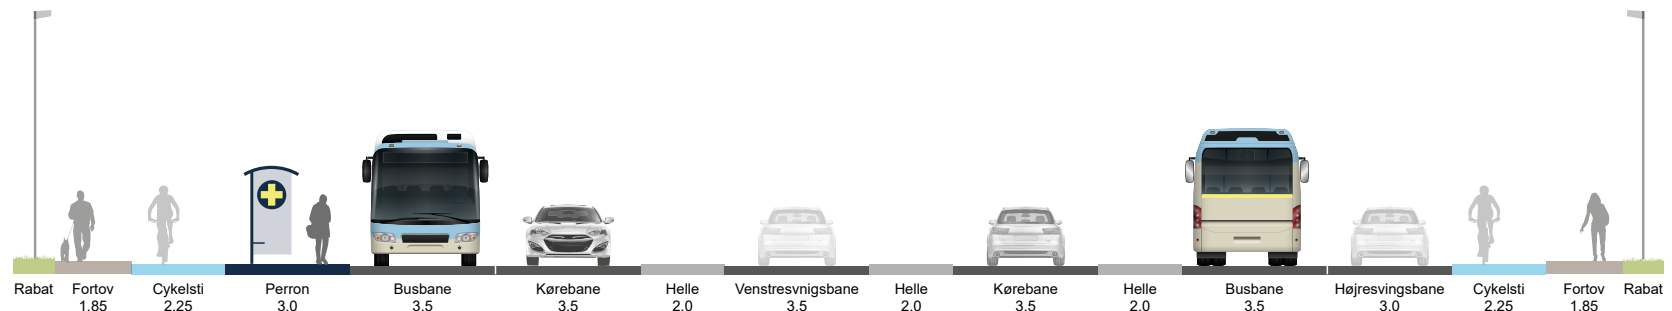 Rabat Fortov Cykelsti Perron Busbane Kørebane Helle Venstresvnigsbane Helle Kørebane Helle Busbane Højresvingsbane Cykelsti Fortov Rabat
1.85 2.25 3.0 3.5 3.5 2.0 3.5 2.0 3.5 2.0 3.5 3.0 2.25 1.85